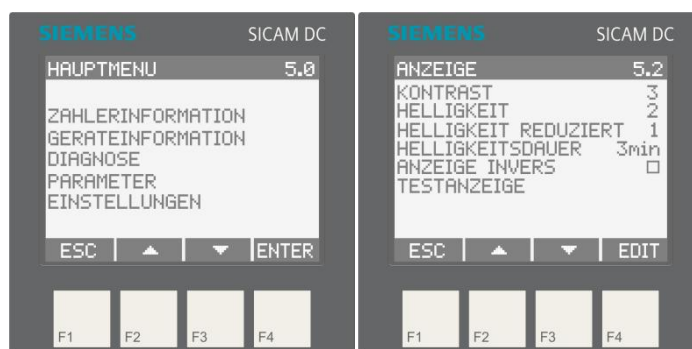 SIEMENS SICAM DC
HAUPTMENU 5.0
ZAHLERINFORMATION
GERATEINFORMATION
DIAGNOSE
PARAMETER
EINSTELLUNGEN
ESC ENTER
F1 F2 F3 F4
SIEMENS SICAM DC
ANZEIGE 5.2
KONTRAST 3
HELLIGKEIT 2
HELLIGKEIT REDUZIERT 1
HELLIGKEITSDAUER 3min
ANZEIGE INVERS
TESTANZEIGE
ESC EDIT
F1 F2 F3 F4